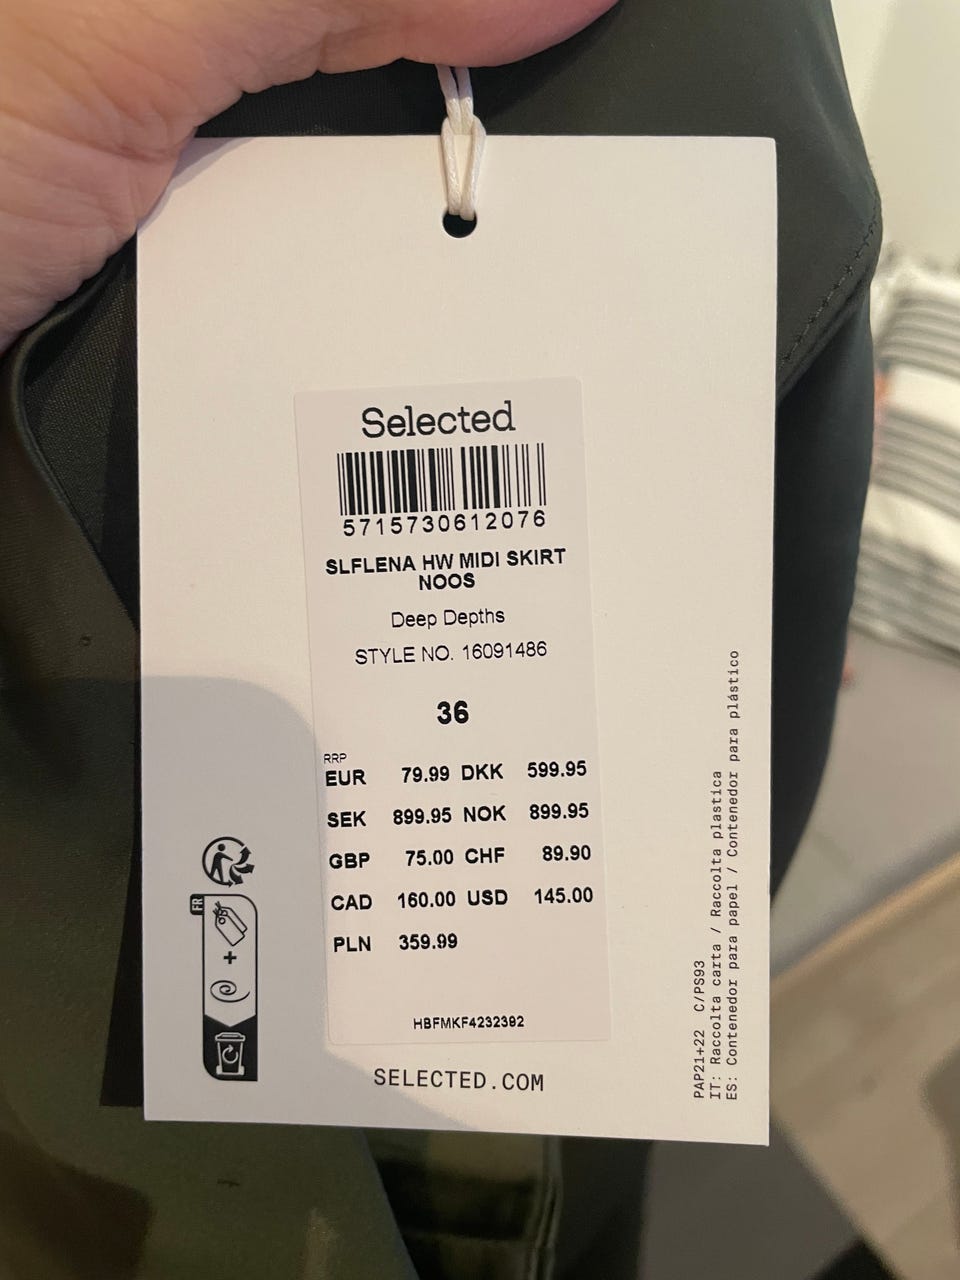 Selected
5715730612076
SLFLENA HW MIDI SKIRT
NOOS
Deep Depths
STYLE NO. 16091486
36
RRP
EUR 79.99 DKK 599.95
SEK 899.95 NOK 899.95
GBP 75.00 CHF 89.90
CAD 160.00 USD 145.00
PLN 359.99
HBFMKF4232392
SELECTED.COM
FR
+
PAP21+22 C/PS93
IT: Raccolta carta / Raccolta plastica
ES: Contenedor para papel / Contenedor para plástico